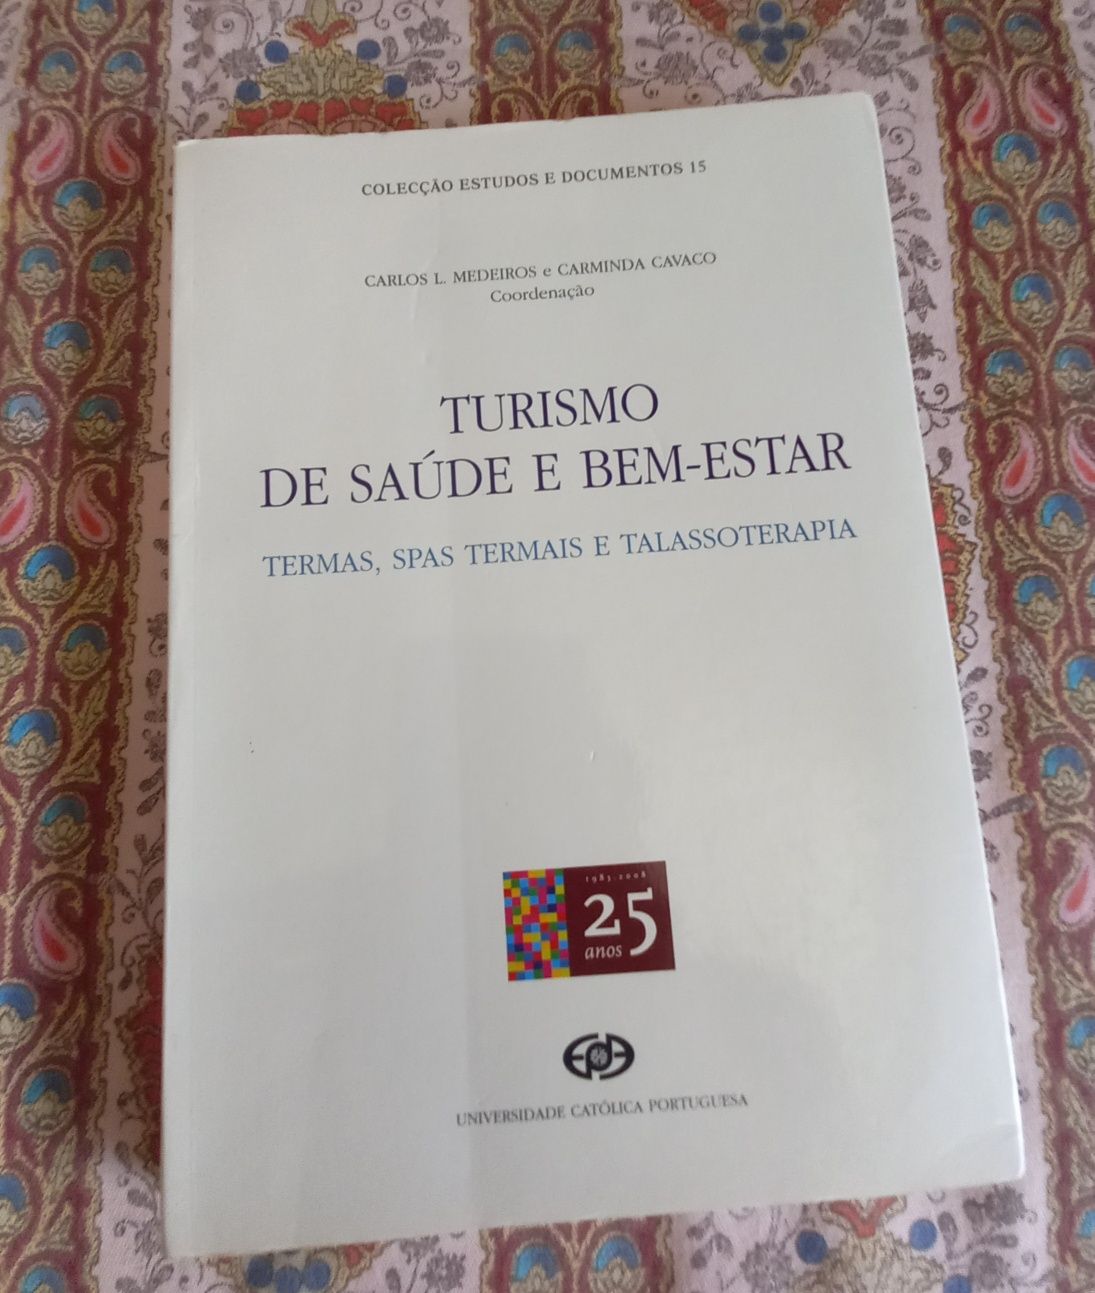 COLECÇÃO ESTUDOS E DOCUMENTOS 15
CARLOS L. MEDEIROS e CARMINDA CAVACO
Coordenação
TURISMO
DE SAÚDE E BEM-ESTAR
TERMAS, SPAS TERMAIS E TALASSOTERAPIA
1983-2008
25
anos
UNIVERSIDADE CATÓLICA PORTUGUESA